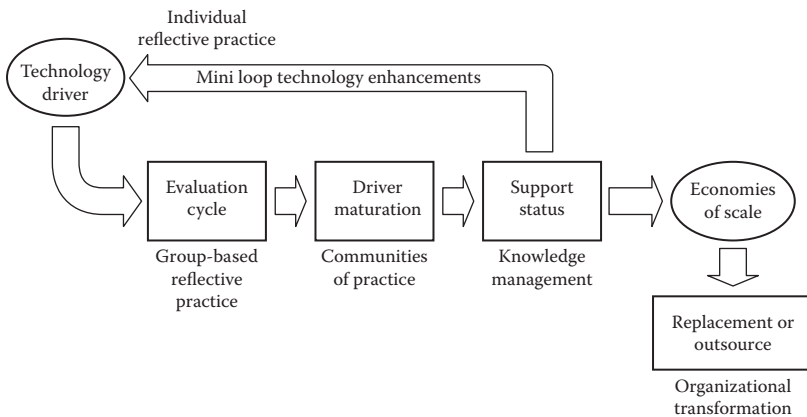 Individual
reflective practice
Technology
driver
Mini loop technology enhancements
Evaluation
cycle
Group-based
reflective
practice
Driver
maturation
Communities
of practice
Support
status
Knowledge
management
Economies
of scale
Replacement or
outsource
Organizational
transformation